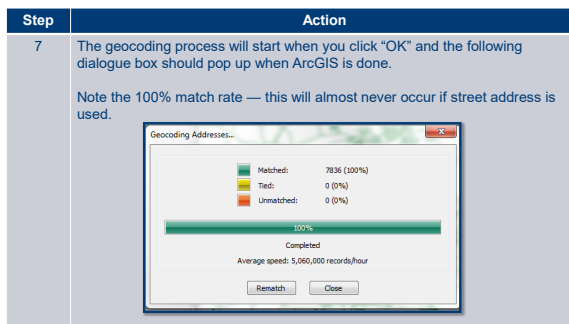 Step Action
7 The geocoding process will start when you click “OK” and the following
dialogue box should pop up when ArcGIS is done.
Note the 100% match rate — this will almost never occur if street address is
used.
Geocoding Addresses...
x
Matched: 7836 (100%)
Tied: 0 (0%)
Unmatched: 0 (0%)
100%
Completed
Average speed: 5,060,000 records/hour
Rematch Close